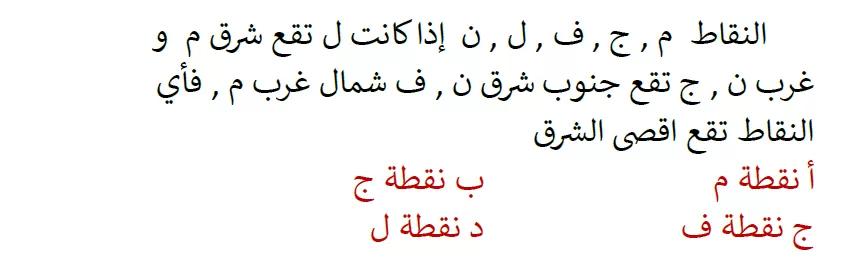 النقاط م , ج , ف , ل , ن إذا كانت ل تقع شرق م و
غرب ن , ج تقع جنوب شرق ن , ف شمال غرب م , فأي
النقاط تقع اقصى الشرق
أ نقطة م ب نقطة ج
ج نقطة ف د نقطة ل